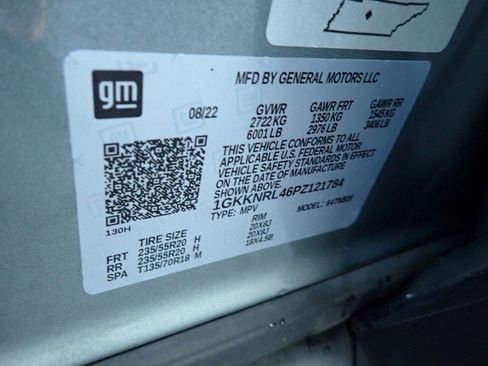 gm
MFD BY GENERAL MOTORS LLC
08/22 GVWR GAWR FRT GAWR RR
2722 KG 1350 KG 1545 KG
6001 LB 2976 LB 3406 LB
THIS VEHICLE CONFORMS TO ALL
APPLICABLE U.S. FEDERAL MOTOR
VEHICLE SAFETY STANDARDS IN EFFECT
ON THE DATE OF MANUFACTURE
SHOWN ABOVE.
1GKKNRL46PZ121784
TYPE: MPV MODEL: 64TNB26
130H
TIRE SIZE RIM
FRT 235/55R20 H 20X8J
RR 235/55R20 H 20X8J
SPA T135/70R18 M 18X4.5B